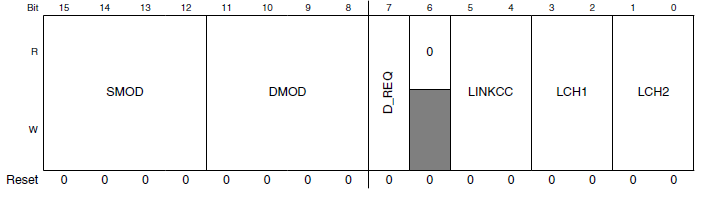 Bit 15 14 13 12 11 10 9 8 7 6 5 4 3 2 1 0
R 0
SMOD DMOD D_REQ LINKCC LCH1 LCH2
W
Reset 0 0 0 0 0 0 0 0 0 0 0 0 0 0 0 0